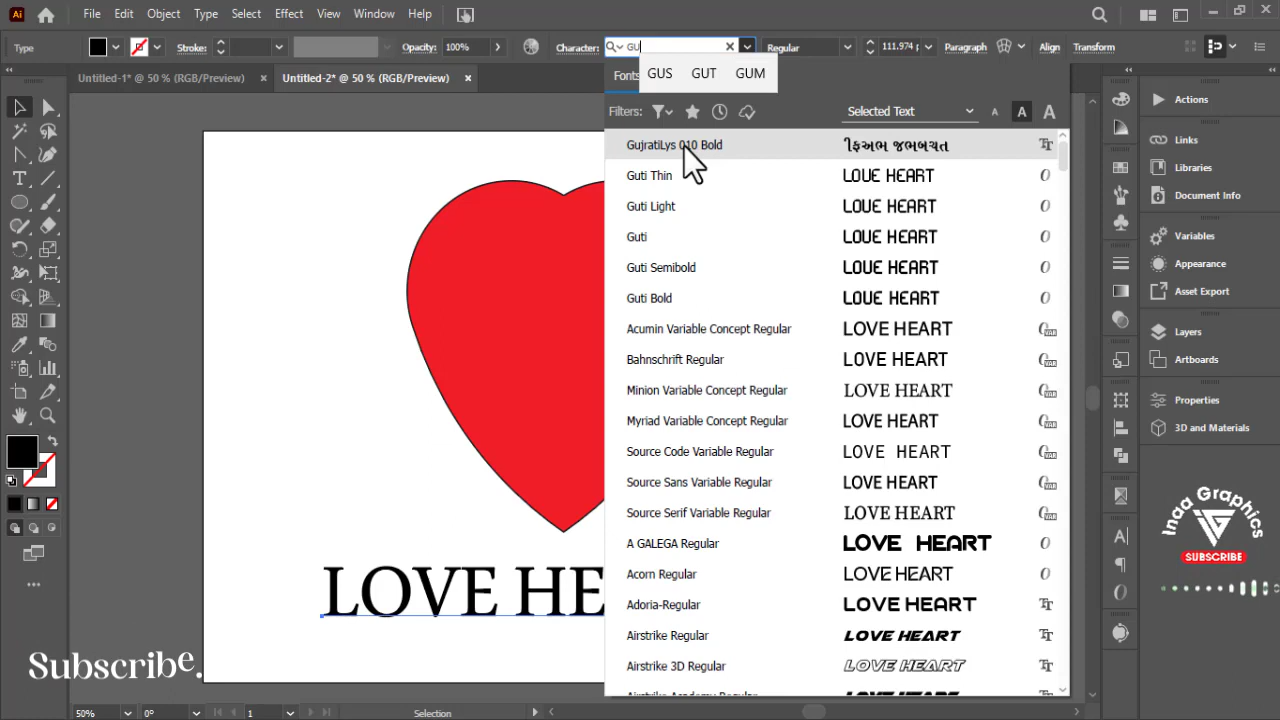 Ai File Edit Object Type Select Effect View Window Help
Type Stroke: Opacity: 100% Character: GU Regular 111.974 p Paragraph Align Transform
Untitled-1* @ 50 % (RGB/Preview) Untitled-2* @ 50 % (RGB/Preview)
Fonts GUS GUT GUM
Filters: Selected Text A A A
GujratiLys 010 Bold
Guti Thin LOVE HEART
Guti Light LOVE HEART
Guti LOVE HEART
Guti Semibold LOVE HEART
Guti Bold LOVE HEART
Acumin Variable Concept Regular LOVE HEART
Bahnschrift Regular LOVE HEART
Minion Variable Concept Regular LOVE HEART
Myriad Variable Concept Regular LOVE HEART
Source Code Variable Regular LOVE HEART
Source Sans Variable Regular LOVE HEART
Source Serif Variable Regular LOVE HEART
A GALEGA Regular LOVE HEART
Acorn Regular LOVE HEART
Adoria-Regular LOVE HEART
Airstrike Regular LOVE HEART
Airstrike 3D Regular LOVE HEART
Airstrike Academy Regular LOVE HEART
LOVE HE
Actions
Links
Libraries
Document Info
Variables
Appearance
Asset Export
Layers
Artboards
Properties
3D and Materials
Inaa Graphics
SUBSCRIBE
Subscribe.
50% 0° 1 Selection